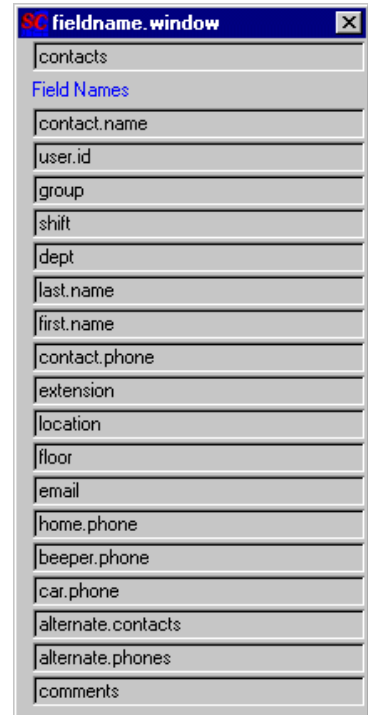 SC fieldname.window
contacts
Field Names
contact.name
user.id
group
shift
dept
last.name
first.name
contact.phone
extension
location
floor
email
home.phone
beeper.phone
car.phone
alternate.contacts
alternate.phones
comments